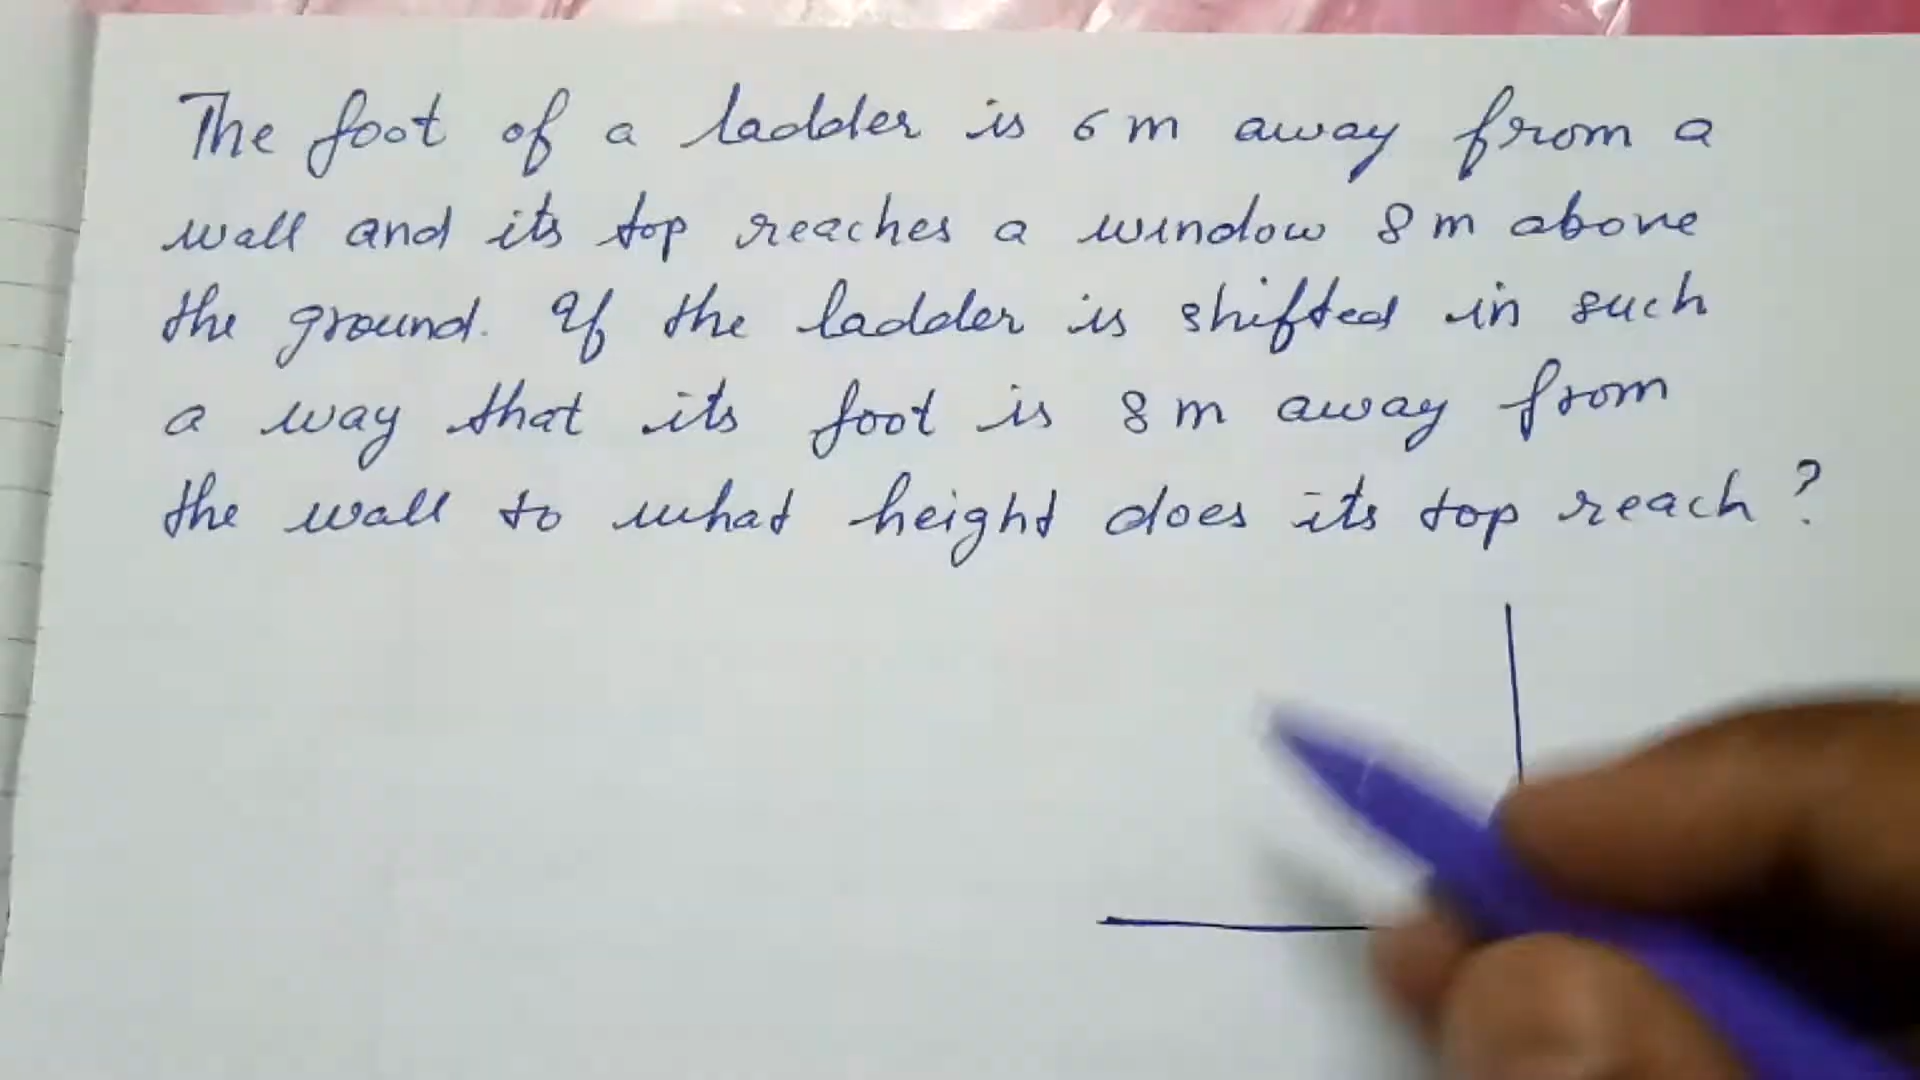 The foot of a ladder is 6 m away from a
wall and its top reaches a window 8 m above
the ground. If the ladder is shifted in such
a way that its foot is 8 m away from
the wall to what height does its top reach ?